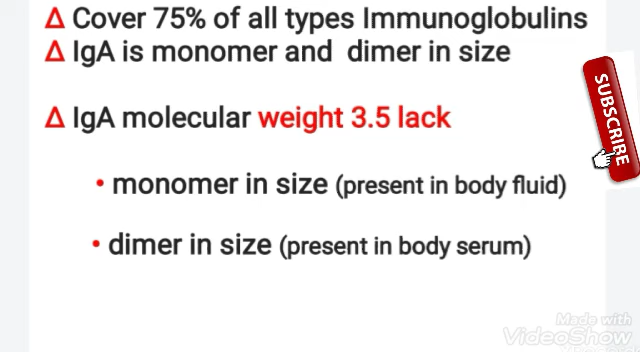 Δ Cover 75% of all types Immunoglobulins
Δ IgA is monomer and dimer in size
Δ IgA molecular weight 3.5 lack
• monomer in size (present in body fluid)
• dimer in size (present in body serum)
SUBSCRIBE
Made with
VideoShow